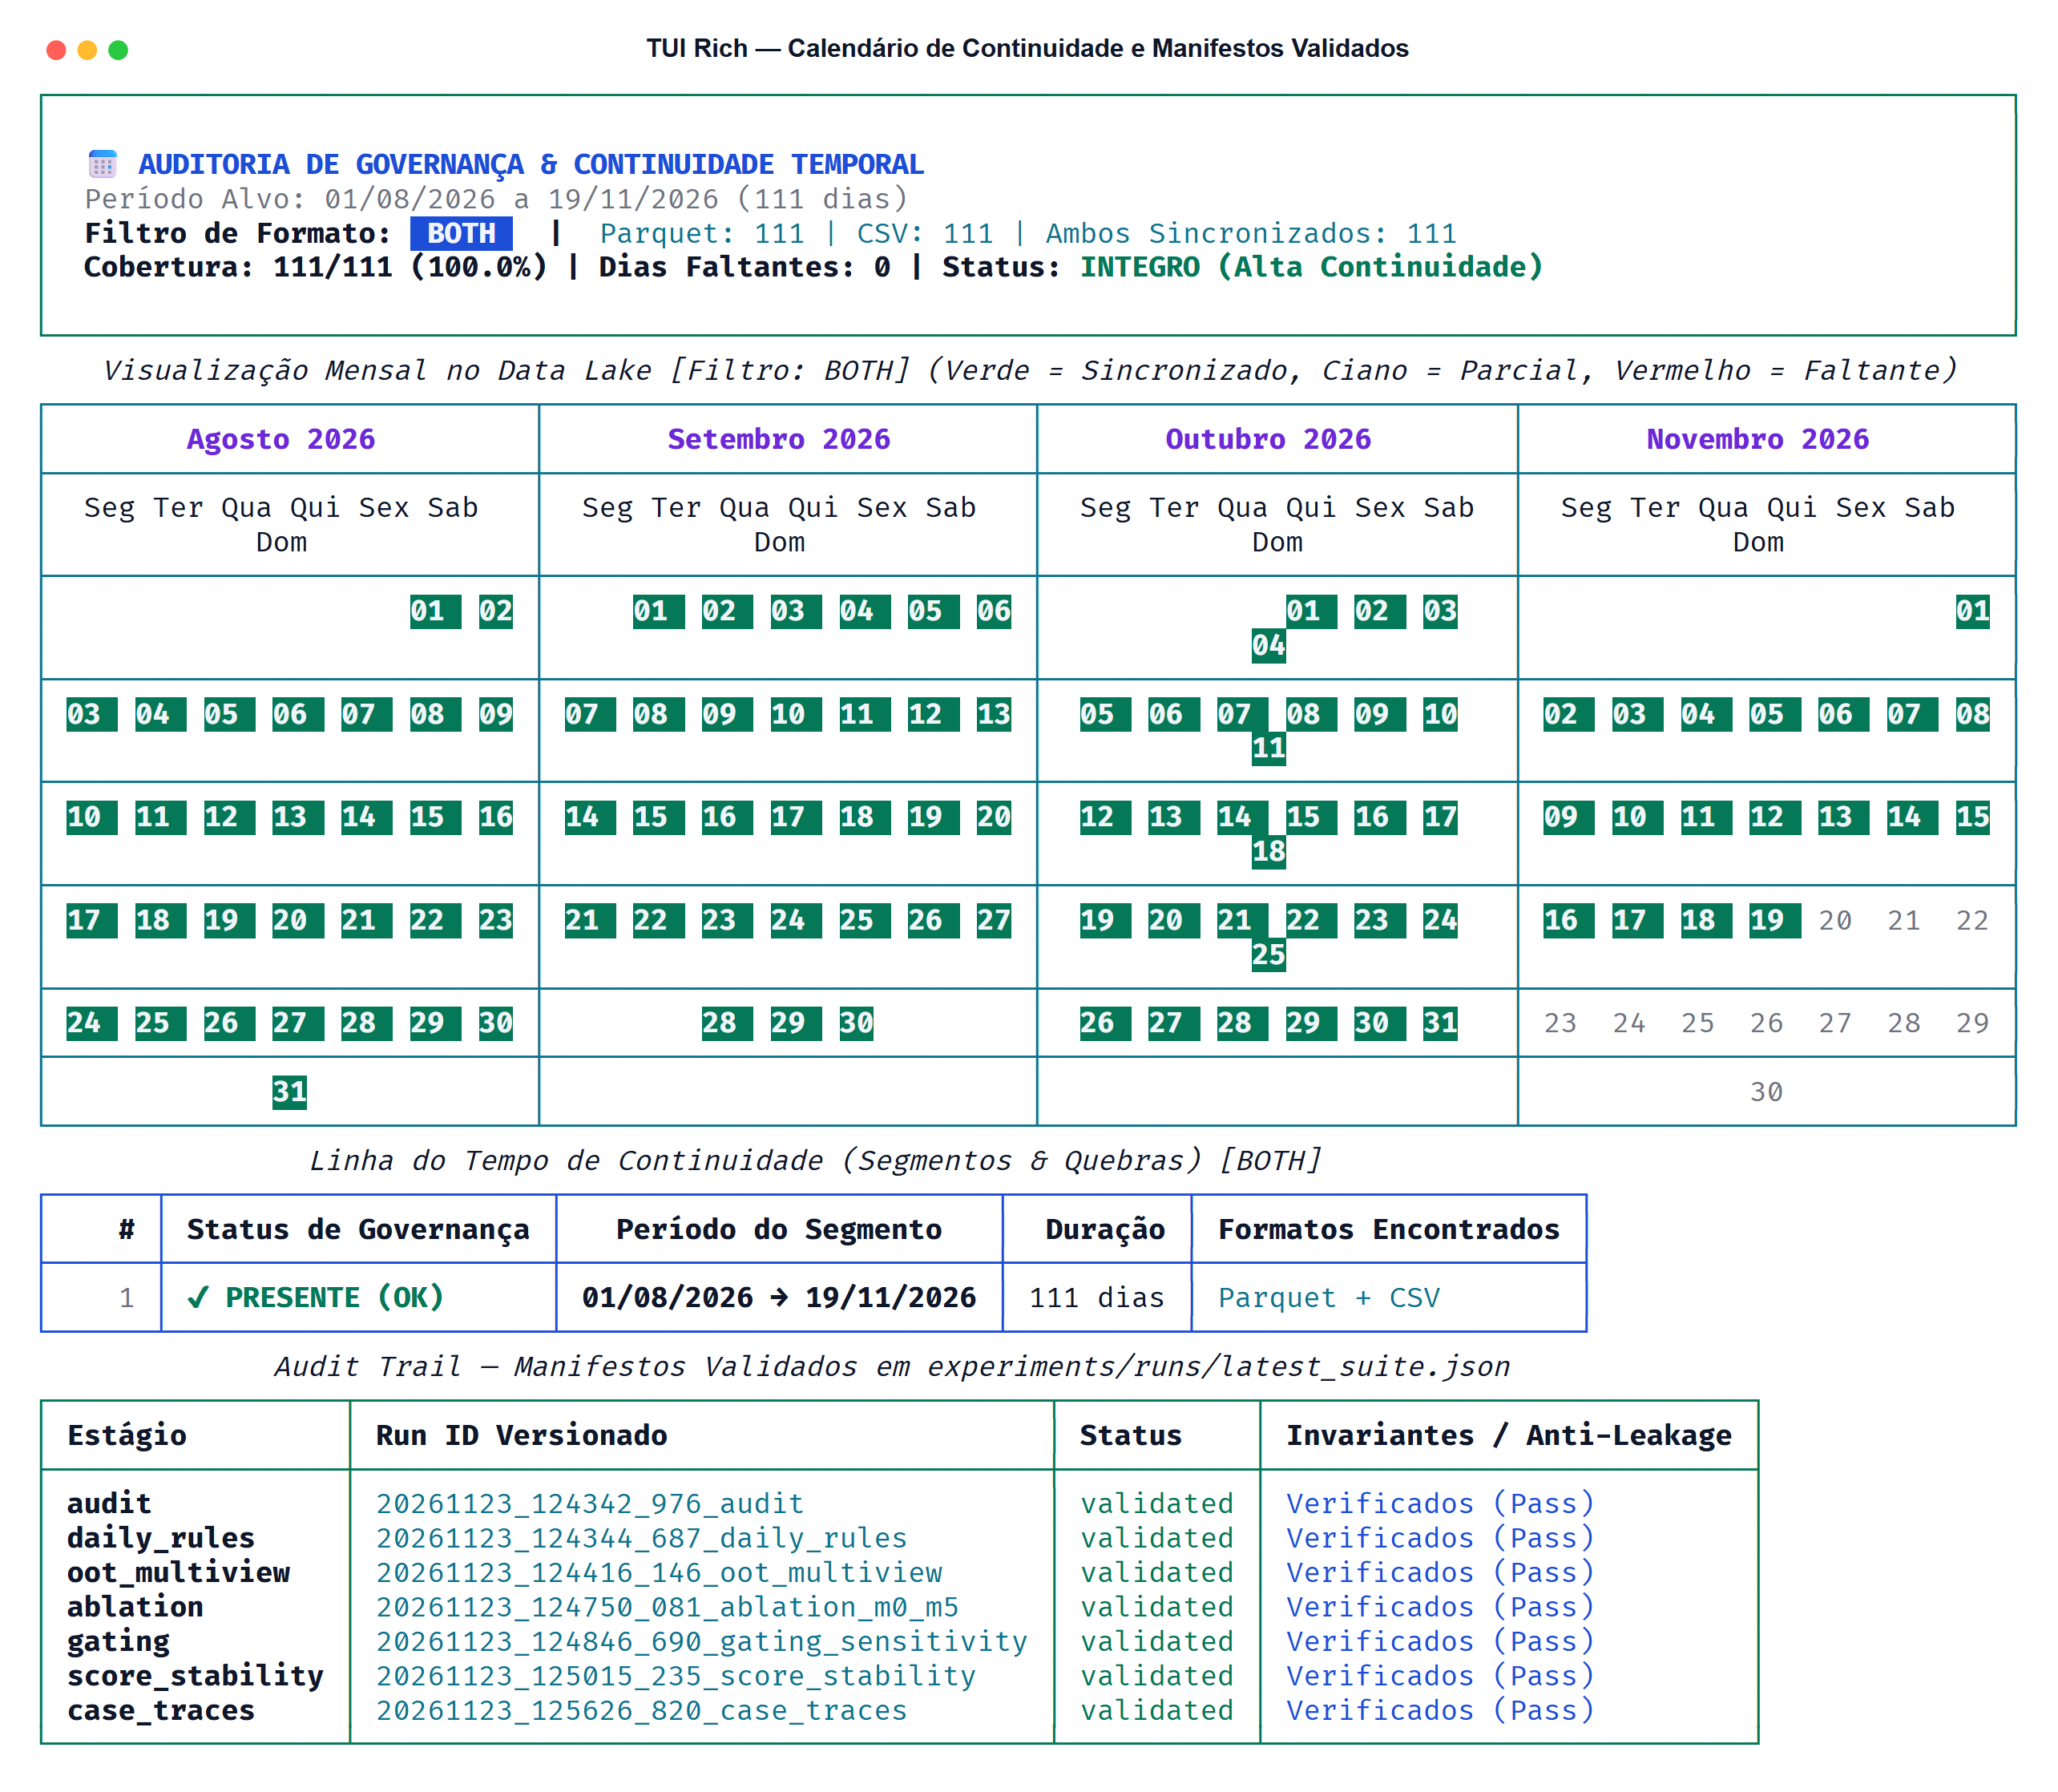 TUI Rich — Calendário de Continuidade e Manifestos Validados
AUDITORIA DE GOVERNANÇA & CONTINUIDADE TEMPORAL
Período Alvo: 01/08/2026 a 19/11/2026 (111 dias)
Filtro de Formato: BOTH | Parquet: 111 | CSV: 111 | Ambos Sincronizados: 111
Cobertura: 111/111 (100.0%) | Dias Faltantes: 0 | Status: INTEGRO (Alta Continuidade)
Visualização Mensal no Data Lake [Filtro: BOTH] (Verde = Sincronizado, Ciano = Parcial, Vermelho = Faltante)
Agosto 2026 Setembro 2026 Outubro 2026 Novembro 2026
Seg Ter Qua Qui Sex Sab Seg Ter Qua Qui Sex Sab Seg Ter Qua Qui Sex Sab Seg Ter Qua Qui Sex Sab
Dom Dom Dom Dom
01 02 01 02 03 04 05 06 01 02 03 01
04
03 04 05 06 07 08 09 07 08 09 10 11 12 13 05 06 07 08 09 10 02 03 04 05 06 07 08
11
10 11 12 13 14 15 16 14 15 16 17 18 19 20 12 13 14 15 16 17 09 10 11 12 13 14 15
18
17 18 19 20 21 22 23 21 22 23 24 25 26 27 19 20 21 22 23 24 16 17 18 19 20 21 22
25
24 25 26 27 28 29 30 28 29 30 26 27 28 29 30 31 23 24 25 26 27 28 29
31 30
Linha do Tempo de Continuidade (Segmentos & Quebras) [BOTH]
# Status de Governança Período do Segmento Duração Formatos Encontrados
1 ✔ PRESENTE (OK) 01/08/2026 → 19/11/2026 111 dias Parquet + CSV
Audit Trail — Manifestos Validados em experiments/runs/latest_suite.json
Estágio Run ID Versionado Status Invariantes / Anti-Leakage
audit 20261123_124342_976_audit validated Verificados (Pass)
daily_rules 20261123_124344_687_daily_rules validated Verificados (Pass)
oot_multiview 20261123_124416_146_oot_multiview validated Verificados (Pass)
ablation 20261123_124750_081_ablation_m0_m5 validated Verificados (Pass)
gating 20261123_124846_690_gating_sensitivity validated Verificados (Pass)
score_stability 20261123_125015_235_score_stability validated Verificados (Pass)
case_traces 20261123_125626_820_case_traces validated Verificados (Pass)